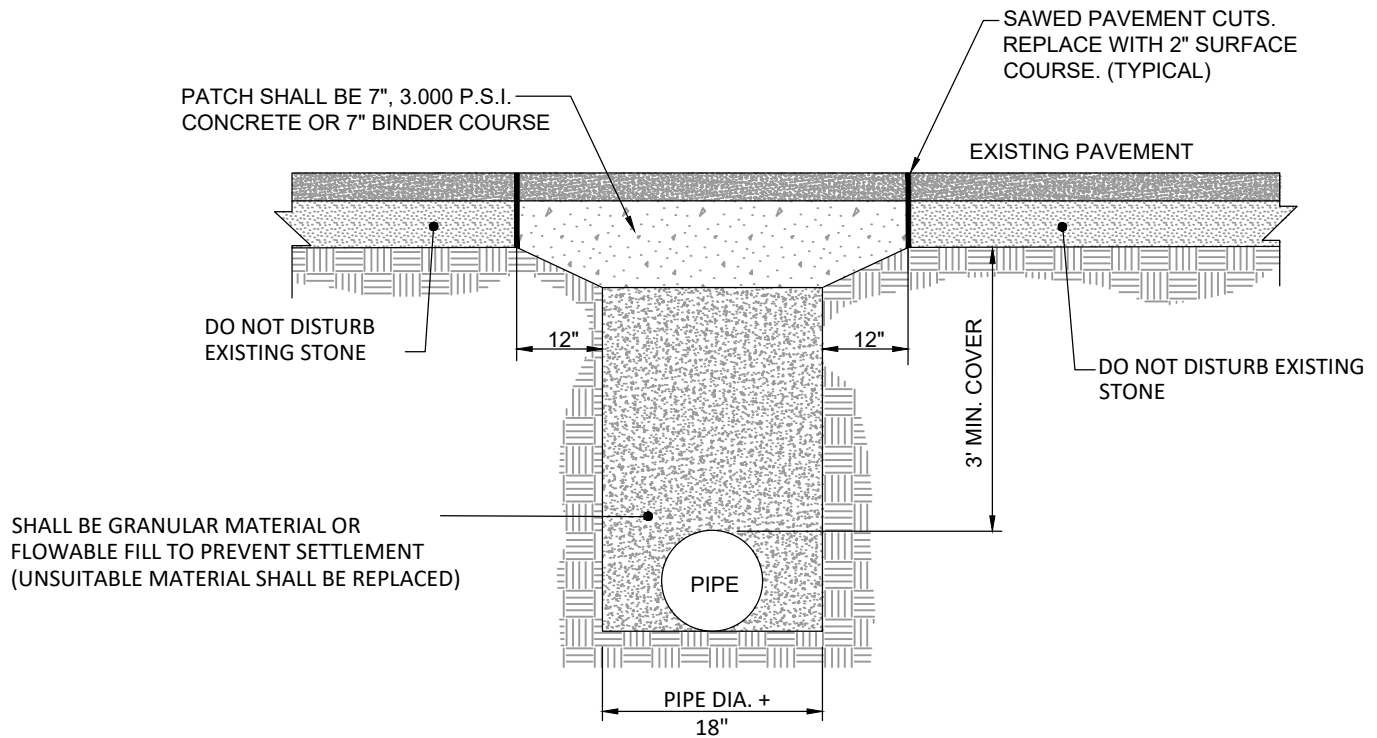 SAWED PAVEMENT CUTS.
REPLACE WITH 2" SURFACE
COURSE. (TYPICAL)
PATCH SHALL BE 7", 3.000 P.S.I.
CONCRETE OR 7" BINDER COURSE
EXISTING PAVEMENT
DO NOT DISTURB
EXISTING STONE
12"
12"
3' MIN. COVER
DO NOT DISTURB EXISTING
STONE
SHALL BE GRANULAR MATERIAL OR
FLOWABLE FILL TO PREVENT SETTLEMENT
(UNSUITABLE MATERIAL SHALL BE REPLACED)
PIPE
PIPE DIA. +
18"